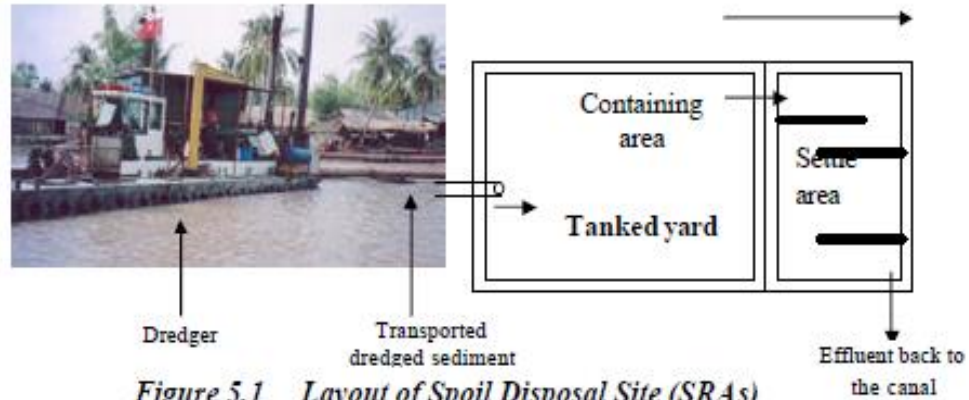 Containing
area
Settle
area
Tanked yard
Dredger
Transported
dredged sediment
Effluent back to
the canal
Figure 5.1 Layout of Spoil Disposal Site (SRAs)